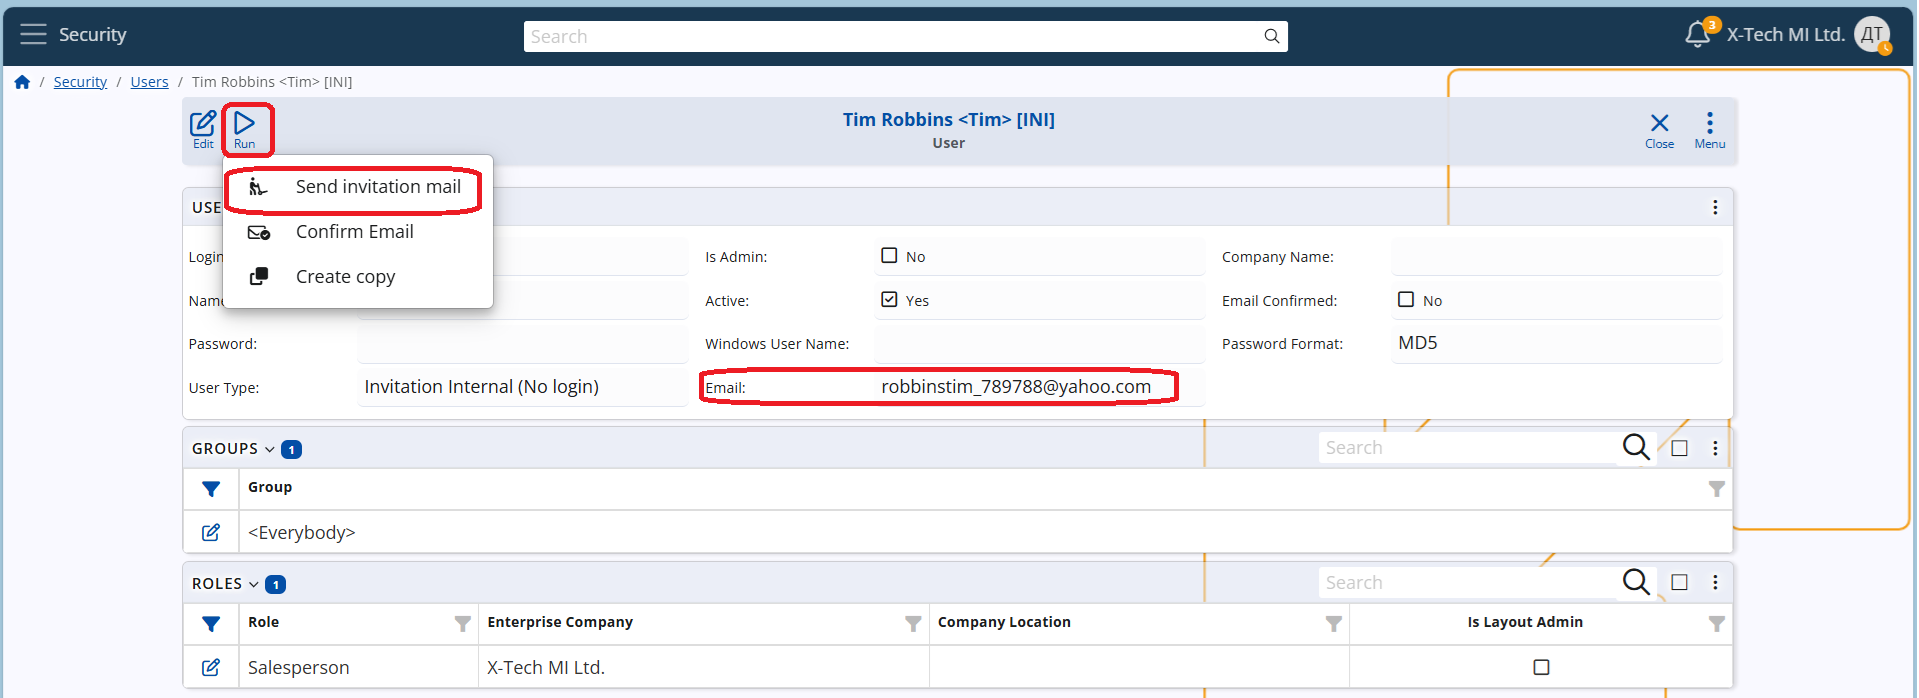 Security
Search
3
X-Tech MI Ltd.
ДТ
/ Security / Users / Tim Robbins <Tim> [INI]
Edit
Run
Tim Robbins <Tim> [INI]
User
Close
Menu
Send invitation mail
Confirm Email
Create copy
USE
Login
Is Admin:
No
Company Name:
Name
Active:
Yes
Email Confirmed:
No
Password:
Windows User Name:
Password Format:
MD5
User Type:
Invitation Internal (No login)
Email:
robbinstim_789788@yahoo.com
GROUPS
1
Search
Group
<Everybody>
ROLES
1
Search
Role
Enterprise Company
Company Location
Is Layout Admin
Salesperson
X-Tech MI Ltd.